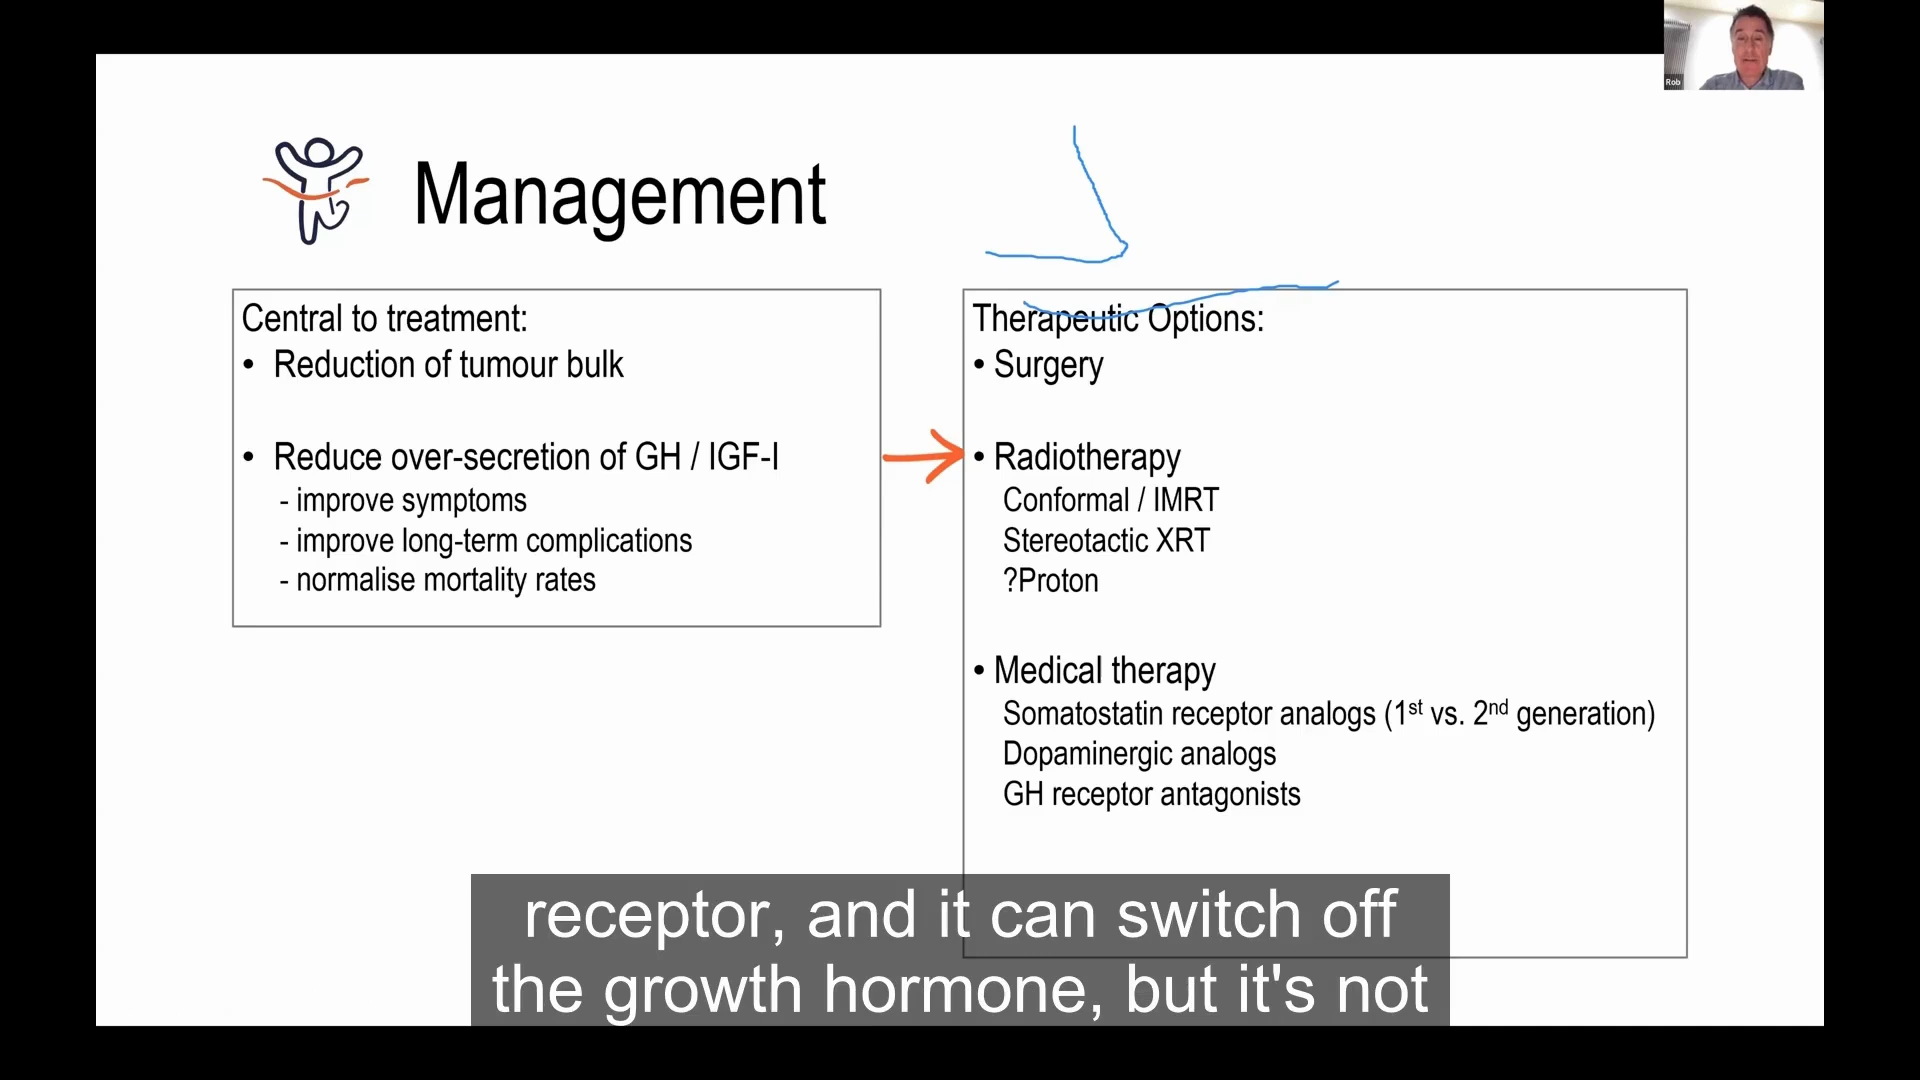 Rob
Management
Central to treatment:
• Reduction of tumour bulk
• Reduce over-secretion of GH / IGF-I
- improve symptoms
- improve long-term complications
- normalise mortality rates
Therapeutic Options:
• Surgery
• Radiotherapy
Conformal / IMRT
Stereotactic XRT
?Proton
• Medical therapy
Somatostatin receptor analogs (1st vs. 2nd generation)
Dopaminergic analogs
GH receptor antagonists
receptor, and it can switch off
the growth hormone, but it's not